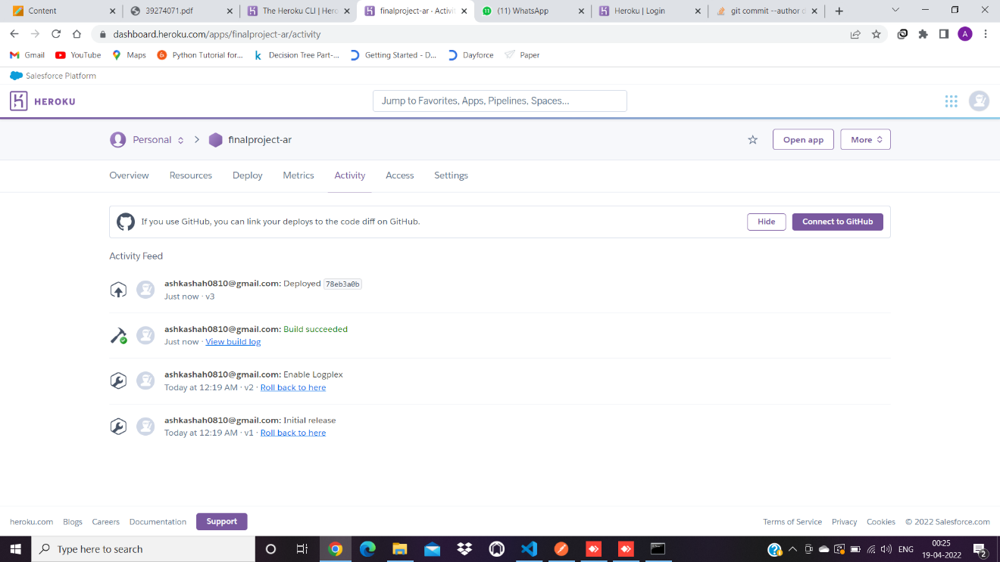 Content
39274071.pdf
The Heroku CLI | Hero
finalproject-ar · Activit
(11) WhatsApp
Heroku | Login
git commit --author d
dashboard.heroku.com/apps/finalproject-ar/activity
A
Gmail
YouTube
Maps
Python Tutorial for...
Decision Tree Part-...
Getting Started - D...
Dayforce
Paper
Salesforce Platform
HEROKU
Jump to Favorites, Apps, Pipelines, Spaces...
Personal
finalproject-ar
Open app
More
Overview
Resources
Deploy
Metrics
Activity
Access
Settings
If you use GitHub, you can link your deploys to the code diff on GitHub.
Hide
Connect to GitHub
Activity Feed
ashkashah0810@gmail.com: Deployed 78eb3a0b
Just now · v3
ashkashah0810@gmail.com: Build succeeded
Just now · View build log
ashkashah0810@gmail.com: Enable Logplex
Today at 12:19 AM · v2 · Roll back to here
ashkashah0810@gmail.com: Initial release
Today at 12:19 AM · v1 · Roll back to here
heroku.com
Blogs
Careers
Documentation
Support
Terms of Service
Privacy
Cookies
© 2022 Salesforce.com
Type here to search
ENG
00:25
19-04-2022
2